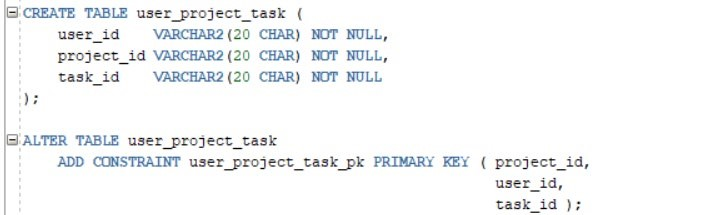 CREATE TABLE user_project_task (
    user_id    VARCHAR2(20 CHAR) NOT NULL,
    project_id VARCHAR2(20 CHAR) NOT NULL,
    task_id    VARCHAR2(20 CHAR) NOT NULL
);
ALTER TABLE user_project_task
    ADD CONSTRAINT user_project_task_pk PRIMARY KEY ( project_id,
                                                      user_id,
                                                      task_id );